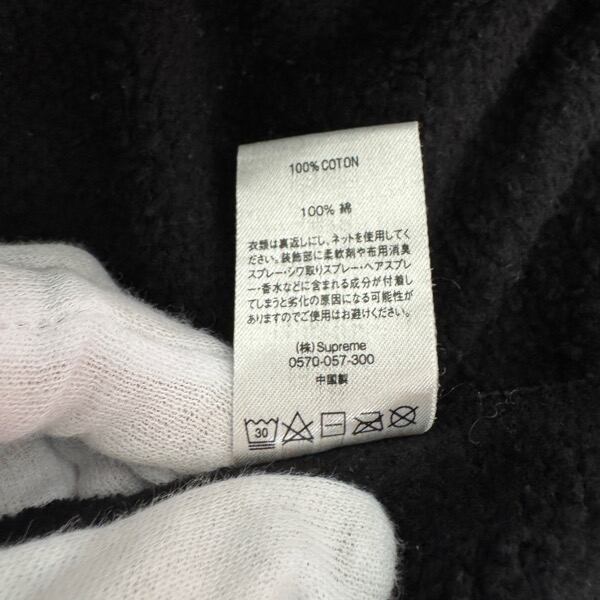 100% COTON
100% 綿
衣類は裏返しにし、ネットを使用してく
ださい。装飾部に柔軟剤や布用消臭
スプレー・シワ取りスプレー・ヘアスプレ
ー・香水などに含まれる成分が付着し
てしまうと劣化の原因になる可能性が
ありますのでご使用はお避けください。
(株)Supreme
0570-057-300
中国製
30